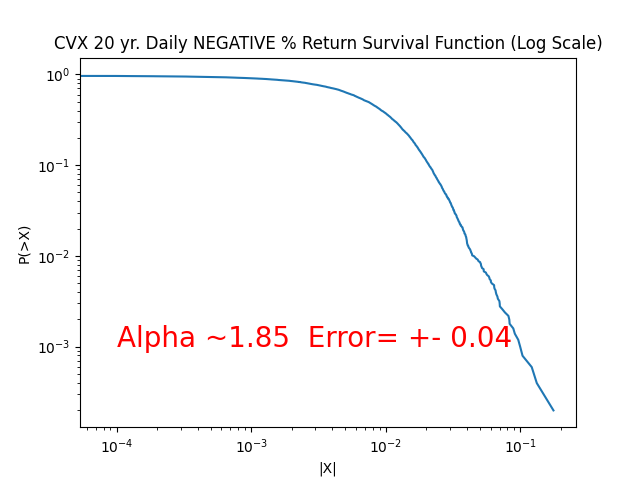 CVX 20 yr. Daily NEGATIVE % Return Survival Function (Log Scale)
10⁰
10⁻¹
10⁻²
10⁻³
P(>X)
Alpha ~1.85  Error= +- 0.04
10⁻⁴
10⁻³
10⁻²
10⁻¹
|X|